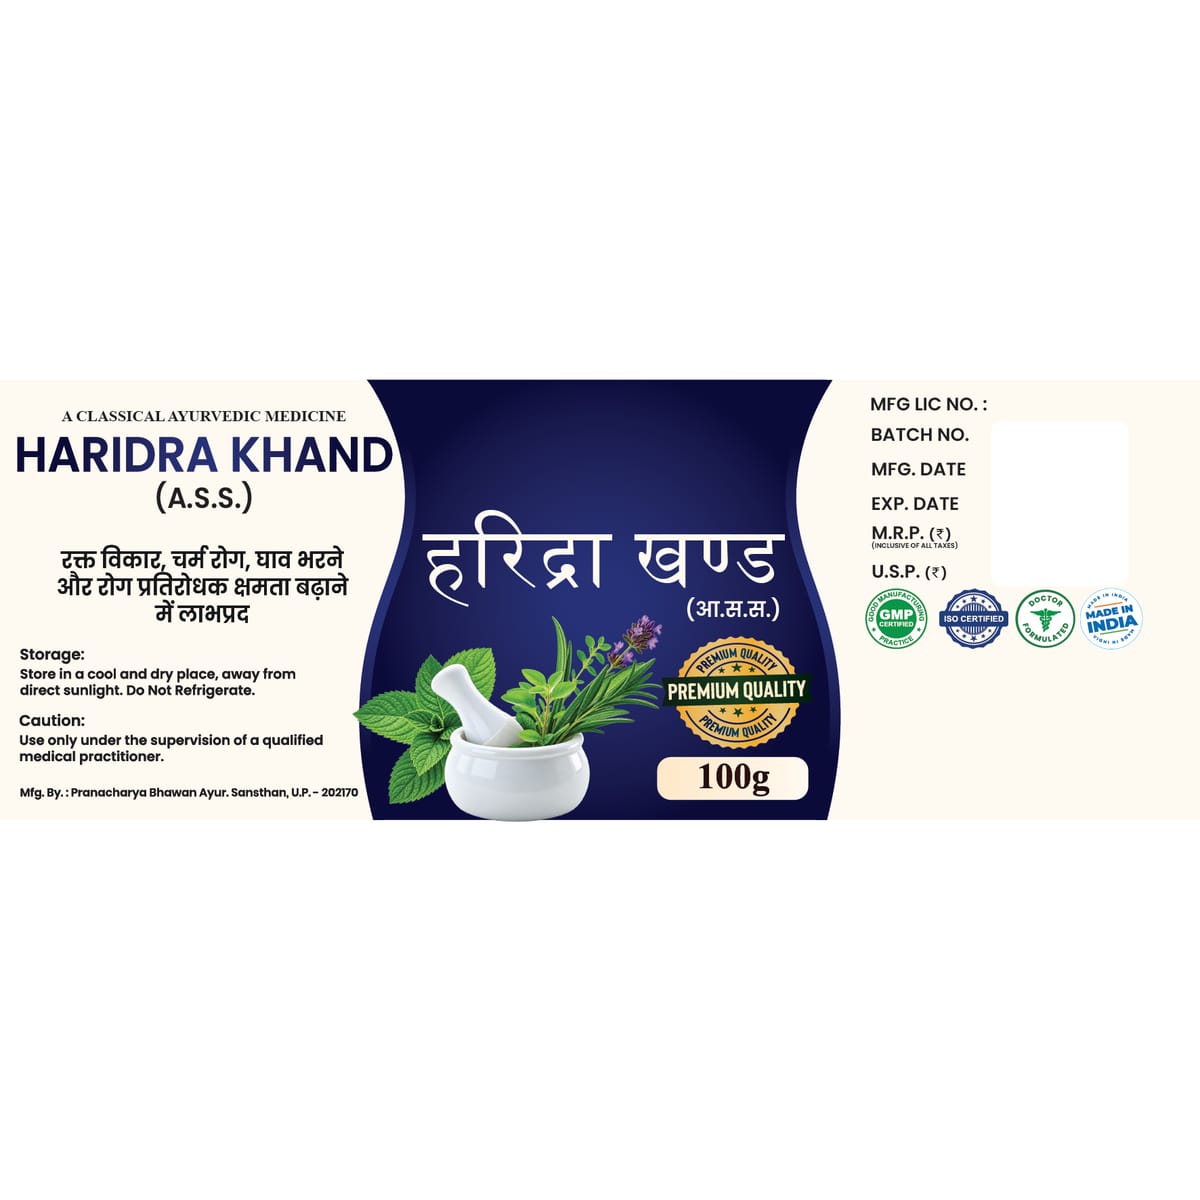 A CLASSICAL AYURVEDIC MEDICINE
HARIDRA KHAND
(A.S.S.)
रक्त विकार, चर्म रोग, घाव भरने
और रोग प्रतिरोधक क्षमता बढ़ाने
में लाभप्रद
Storage:
Store in a cool and dry place, away from
direct sunlight. Do Not Refrigerate.
Caution:
Use only under the supervision of a qualified
medical practitioner.
Mfg. By. : Pranacharya Bhawan Ayur. Sansthan, U.P. - 202170
हरिद्रा खण्ड
(आ.स.स.)
PREMIUM QUALITY
PREMIUM QUALITY
PREMIUM QUALITY
100g
MFG LIC NO. :
BATCH NO.
MFG. DATE
EXP. DATE
M.R.P. (₹)
(INCLUSIVE OF ALL TAXES)
U.S.P. (₹)
GOOD MANUFACTURING
GMP
CERTIFIED
PRACTICE
ISO CERTIFIED
DOCTOR
FORMULATED
MADE IN INDIA
MADE IN
INDIA